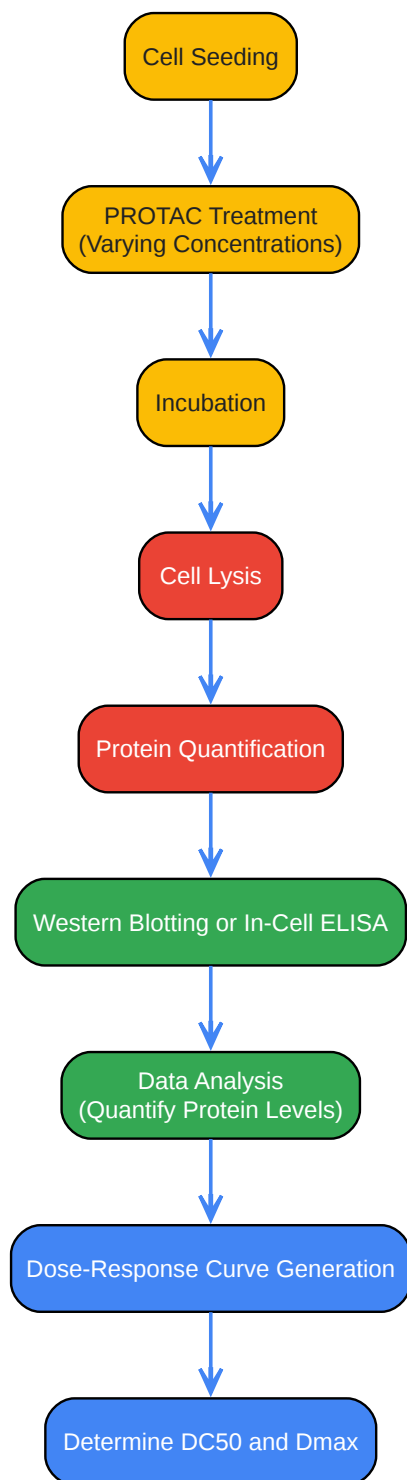 Cell Seeding
PROTAC Treatment
(Varying Concentrations)
Incubation
Cell Lysis
Protein Quantification
Western Blotting or In-Cell ELISA
Data Analysis
(Quantify Protein Levels)
Dose-Response Curve Generation
Determine DC50 and Dmax